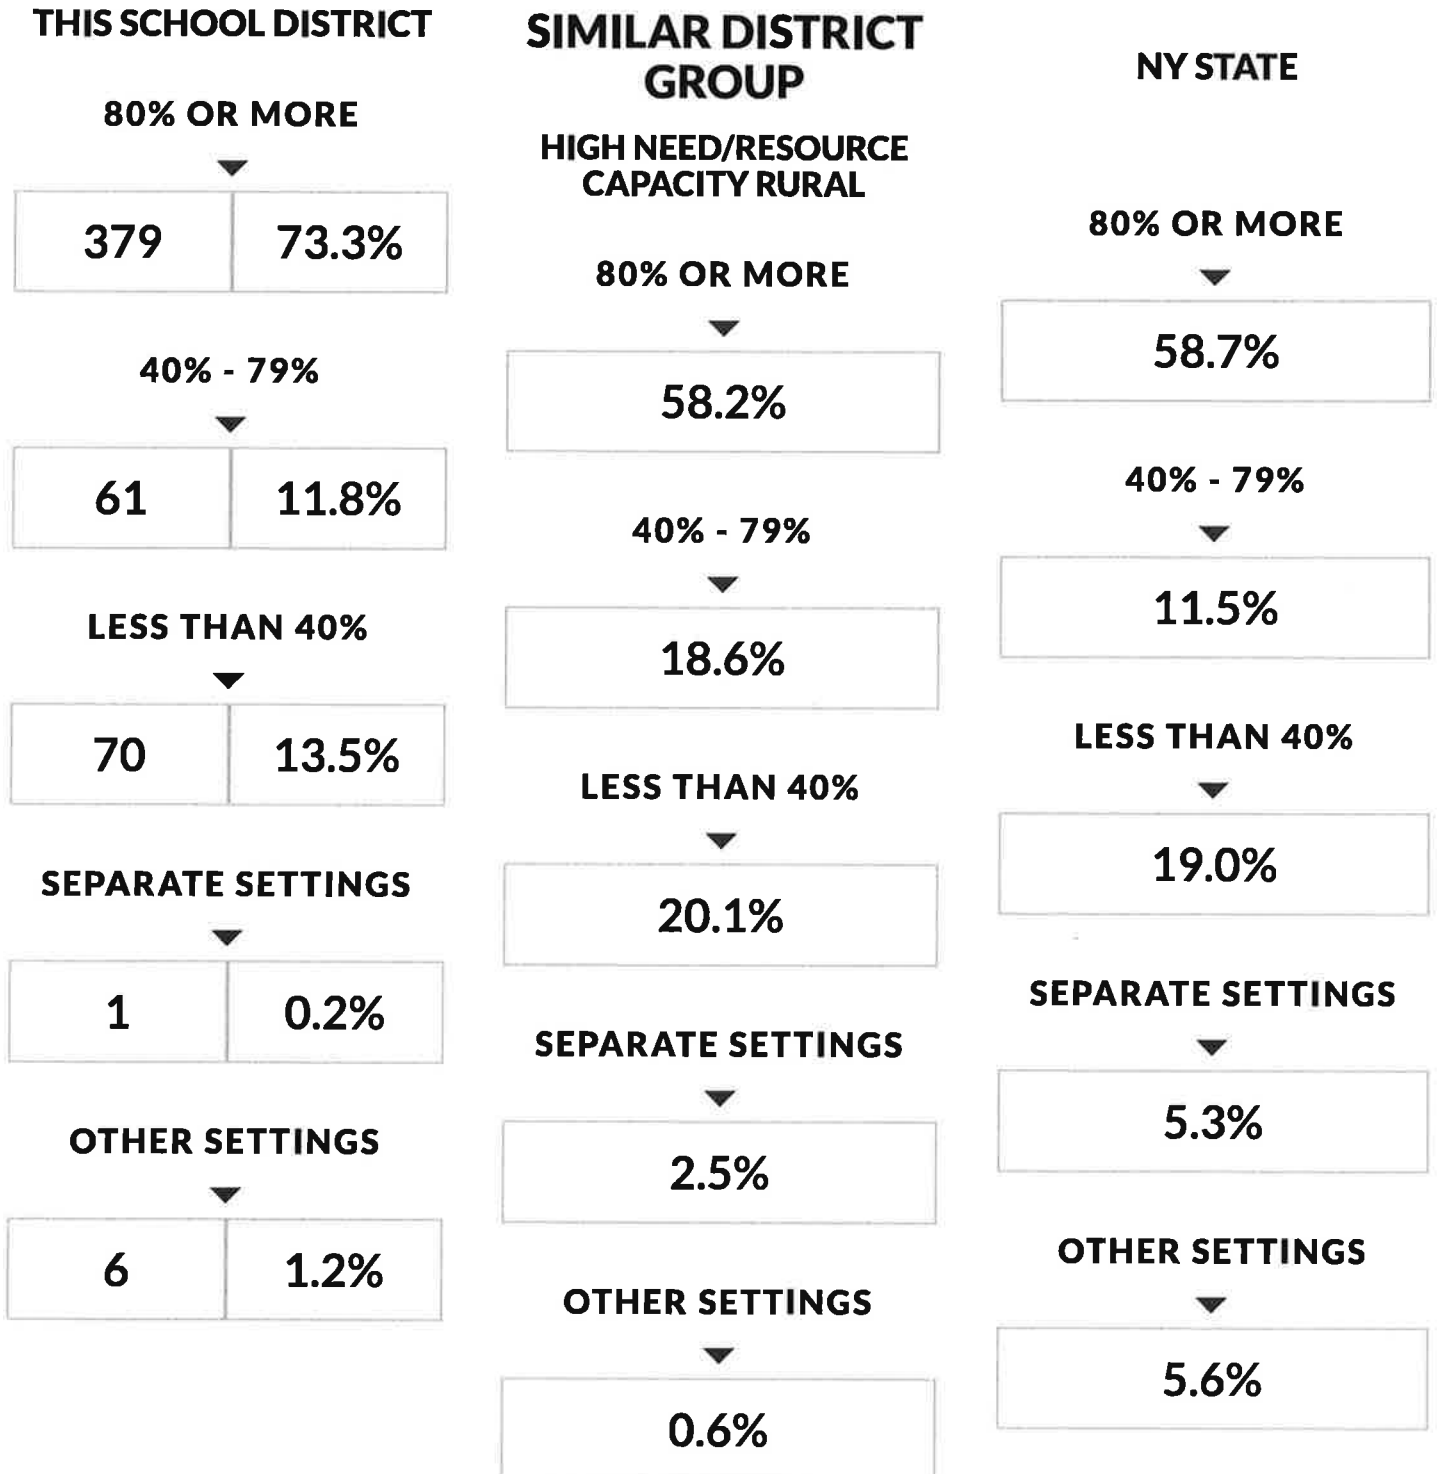 THIS SCHOOL DISTRICT
80% OR MORE
379 73.3%
40% - 79%
61 11.8%
LESS THAN 40%
70 13.5%
SEPARATE SETTINGS
1 0.2%
OTHER SETTINGS
6 1.2%
SIMILAR DISTRICT
GROUP
HIGH NEED/RESOURCE
CAPACITY RURAL
80% OR MORE
58.2%
40% - 79%
18.6%
LESS THAN 40%
20.1%
SEPARATE SETTINGS
2.5%
OTHER SETTINGS
0.6%
NY STATE
80% OR MORE
58.7%
40% - 79%
11.5%
LESS THAN 40%
19.0%
SEPARATE SETTINGS
5.3%
OTHER SETTINGS
5.6%